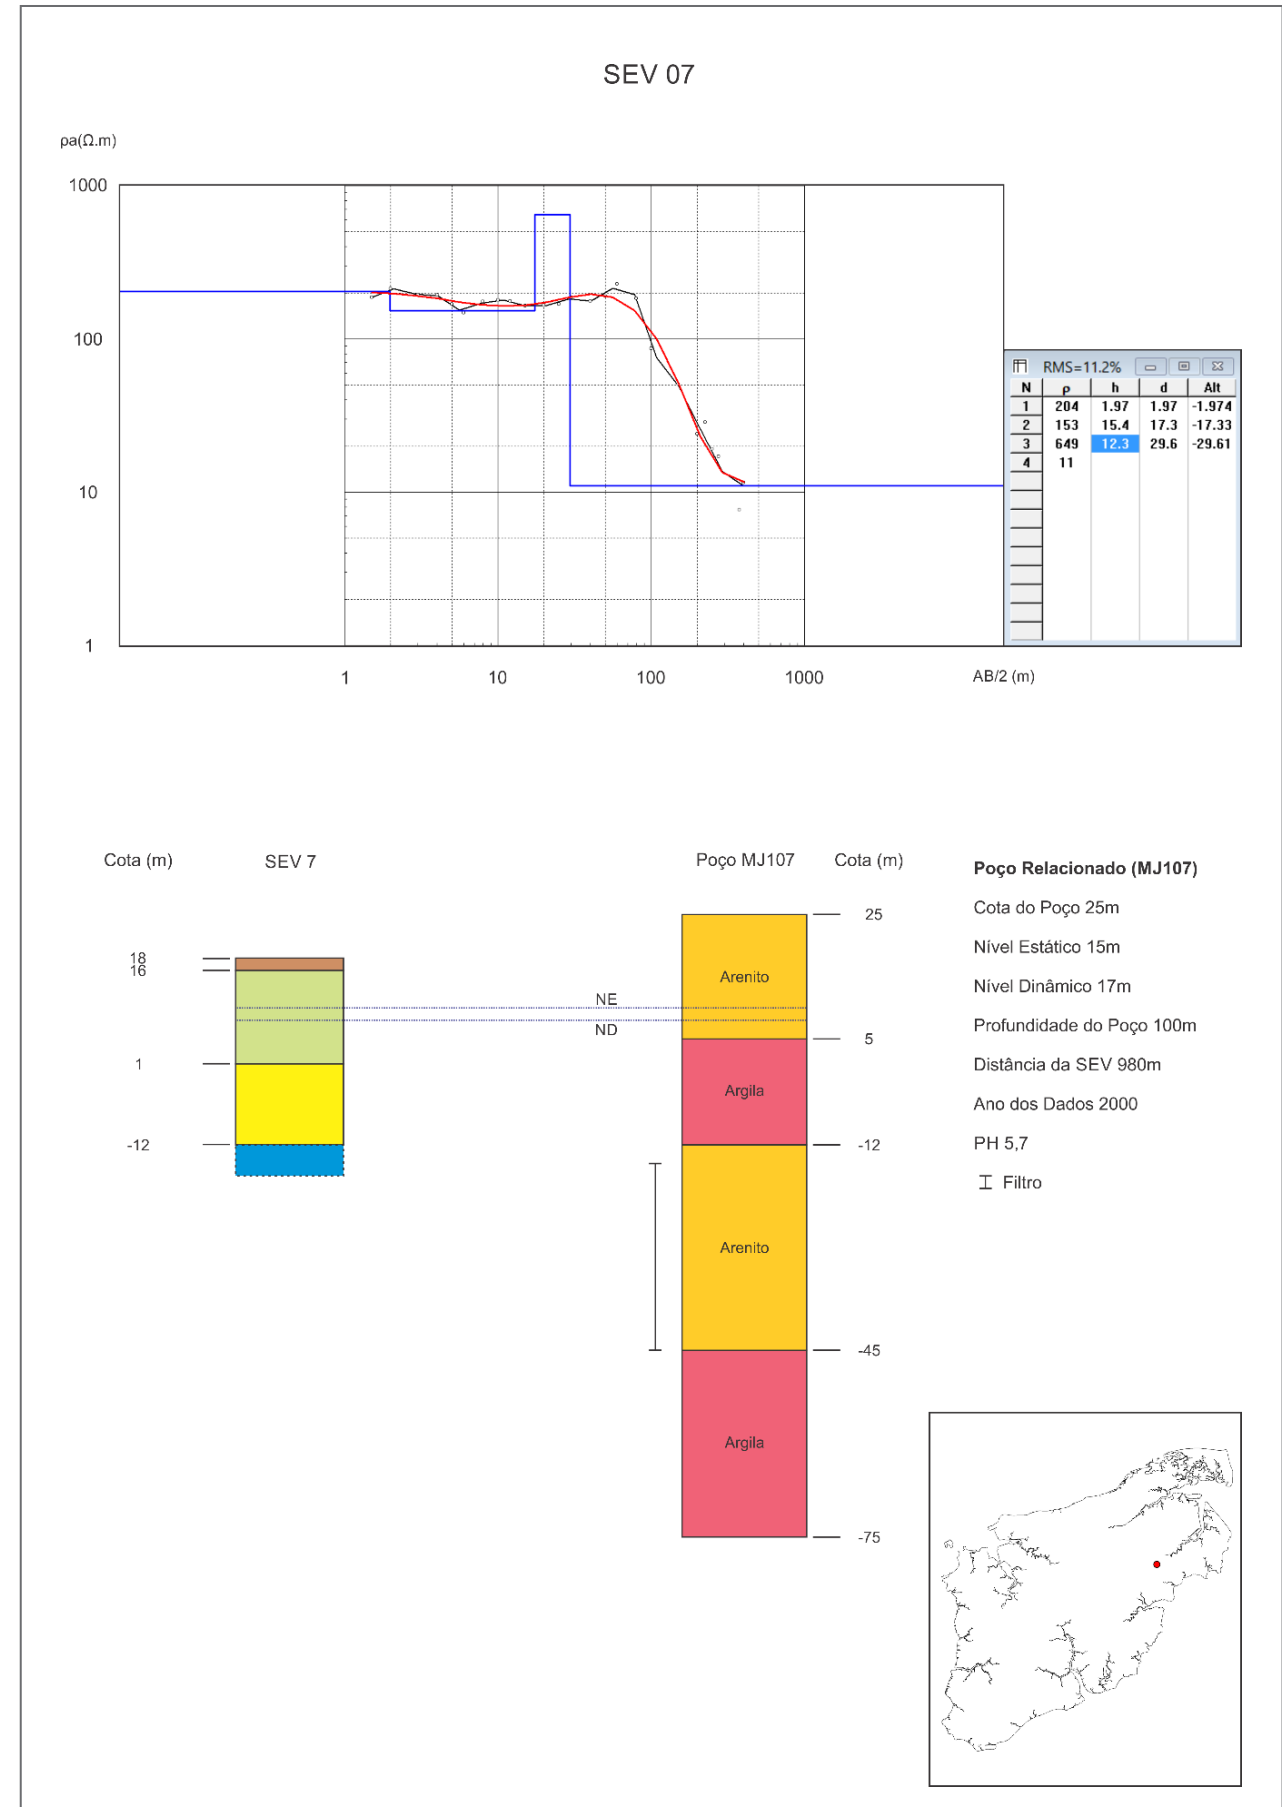 SEV 07
ρa(Ω.m)
1000
100
10
1
1 10 100 1000 AB/2 (m)
RMS=11.2%
N ρ h d Alt
1 204 1.97 1.97 -1.974
2 153 15.4 17.3 -17.33
3 649 12.3 29.6 -29.61
4 11
Cota (m) SEV 7
18
16
1
-12
NE
ND
Poço MJ107 Cota (m)
25
Arenito
5
Argila
-12
Arenito
-45
Argila
-75
Poço Relacionado (MJ107)
Cota do Poço 25m
Nível Estático 15m
Nível Dinâmico 17m
Profundidade do Poço 100m
Distância da SEV 980m
Ano dos Dados 2000
PH 5,7
Filtro